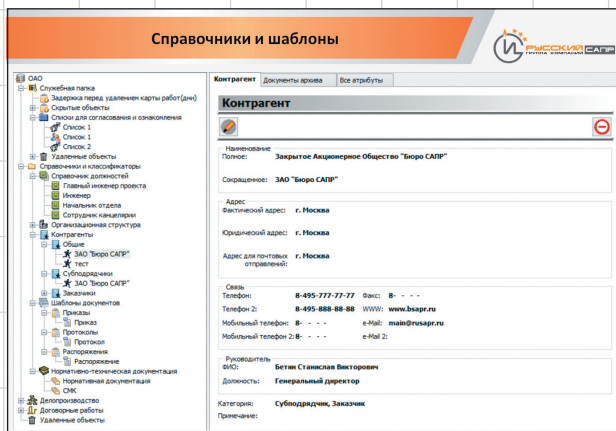 Справочники и шаблоны
РУССКИЙ САПР
ГРУППА КОМПАНИЙ
ОАО
Служебная папка
Задержка перед удалением карты работ(дни)
Скрытые объекты
Списки для согласования и ознакомления
Список 1
Список 1
Список 2
Удаленные объекты
Справочники и классификаторы
Справочник должностей
Главный инженер проекта
Инженер
Начальник отдела
Сотрудник канцелярии
Организационная структура
Контрагенты
Общие
ЗАО "Бюро САПР"
тест
Субподрядчики
ЗАО "Бюро САПР"
Заказчики
Шаблоны документов
Приказы
Приказ
Протоколы
Протокол
Распоряжения
Распоряжение
Нормативно-техническая документация
Нормативная документация
СМК
Делопроизводство
Договорные работы
Удаленные объекты
Контрагент Документы архива Все атрибуты
Контрагент
Наименование
Полное: Закрытое Акционерное Общество "Бюро САПР"
Сокращенное: ЗАО "Бюро САПР"
Адрес
Фактический адрес: г. Москва
Юридический адрес: г. Москва
Адрес для почтовых г. Москва
отправлений:
Связь
Телефон: 8-495-777-77-77 Факс: 8- - - -
Телефон 2: 8-495-888-88-88 WWW: www.bsapr.ru
Мобильный телефон: 8- - - - e-Mail: main@rusapr.ru
Мобильный телефон 2: 8- - - - e-Mail 2:
Руководитель
ФИО: Бетин Станислав Викторович
Должность: Генеральный директор
Категория: Субподрядчик, Заказчик
Примечание: